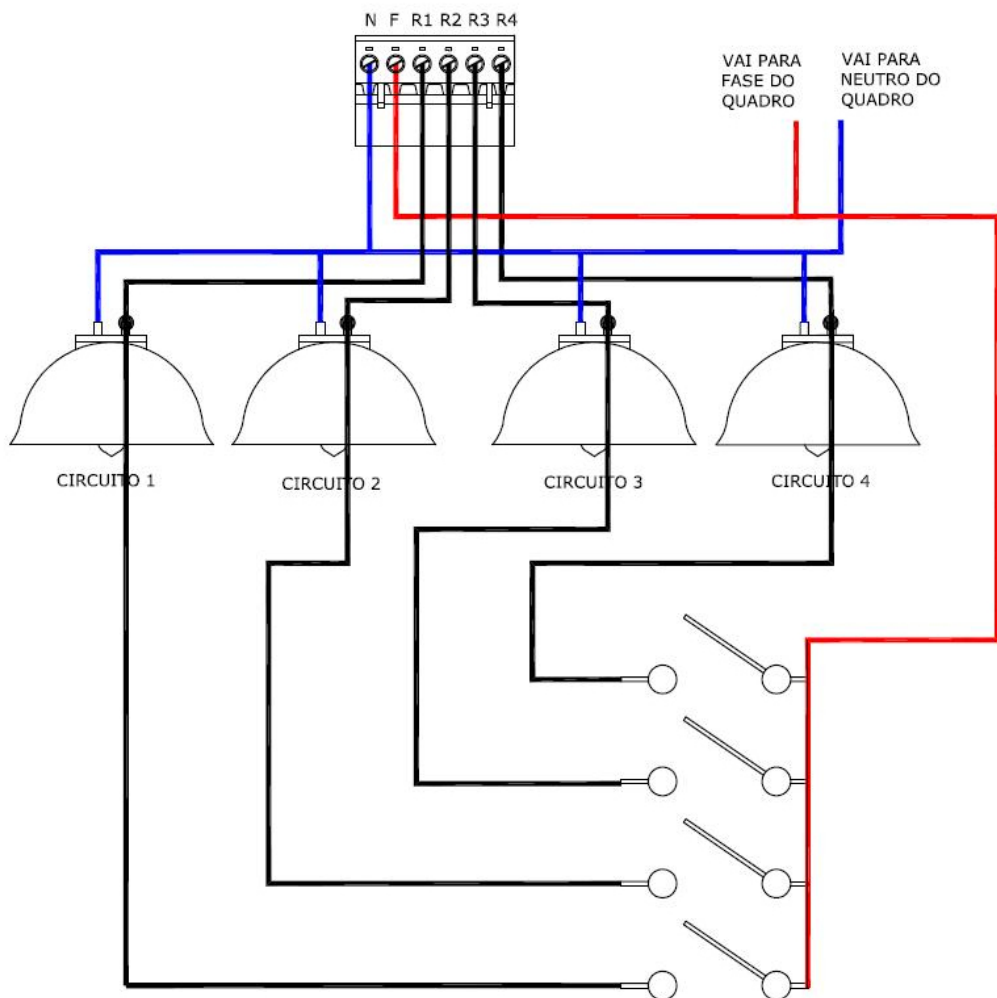 N F R1 R2 R3 R4
VAI PARA
FASE DO
QUADRO
VAI PARA
NEUTRO DO
QUADRO
CIRCUITO 1
CIRCUITO 2
CIRCUITO 3
CIRCUITO 4